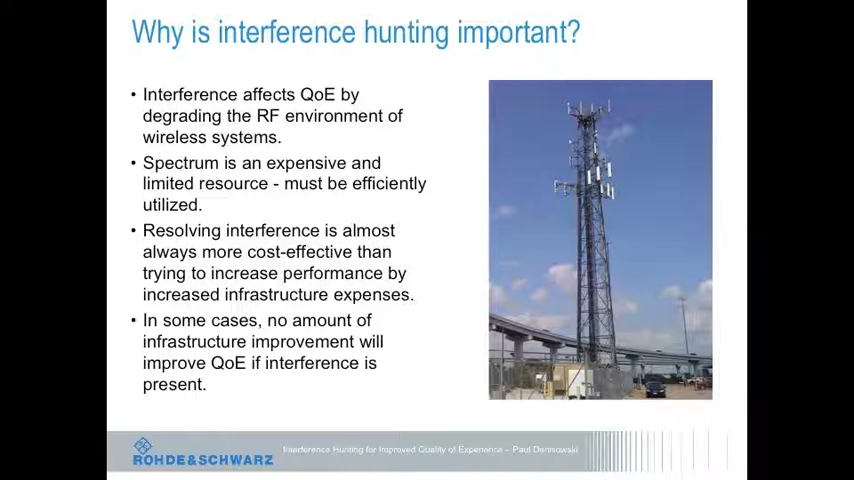 Why is interference hunting important?
• Interference affects QoE by
degrading the RF environment of
wireless systems.
• Spectrum is an expensive and
limited resource - must be efficiently
utilized.
• Resolving interference is almost
always more cost-effective than
trying to increase performance by
increased infrastructure expenses.
• In some cases, no amount of
infrastructure improvement will
improve QoE if interference is
present.
ROHDE&SCHWARZ
Interference Hunting for Improved Quality of Experience – Paul Denisowski